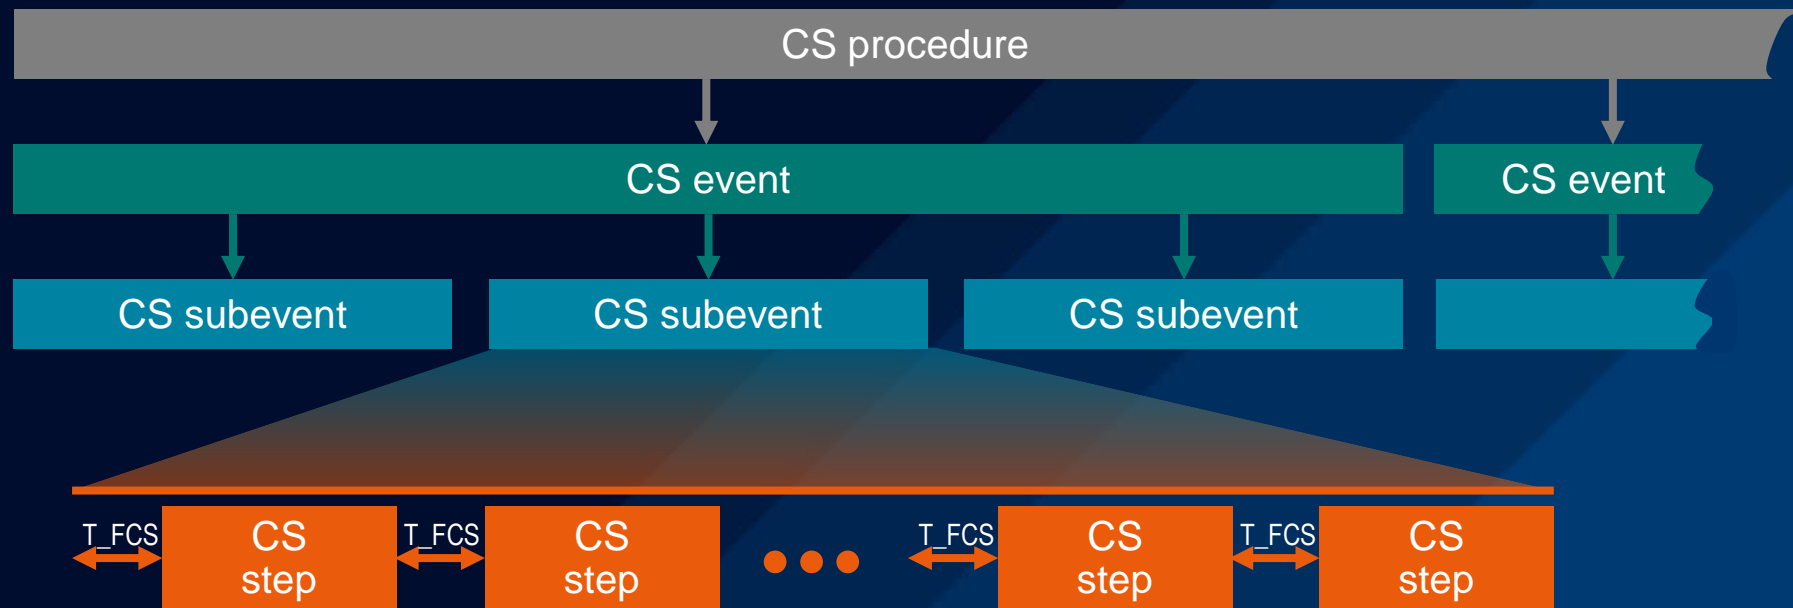 CS procedure
CS event
CS event
CS subevent
CS subevent
CS subevent
T_FCS
CS
step
T_FCS
CS
step
T_FCS
CS
step
T_FCS
CS
step